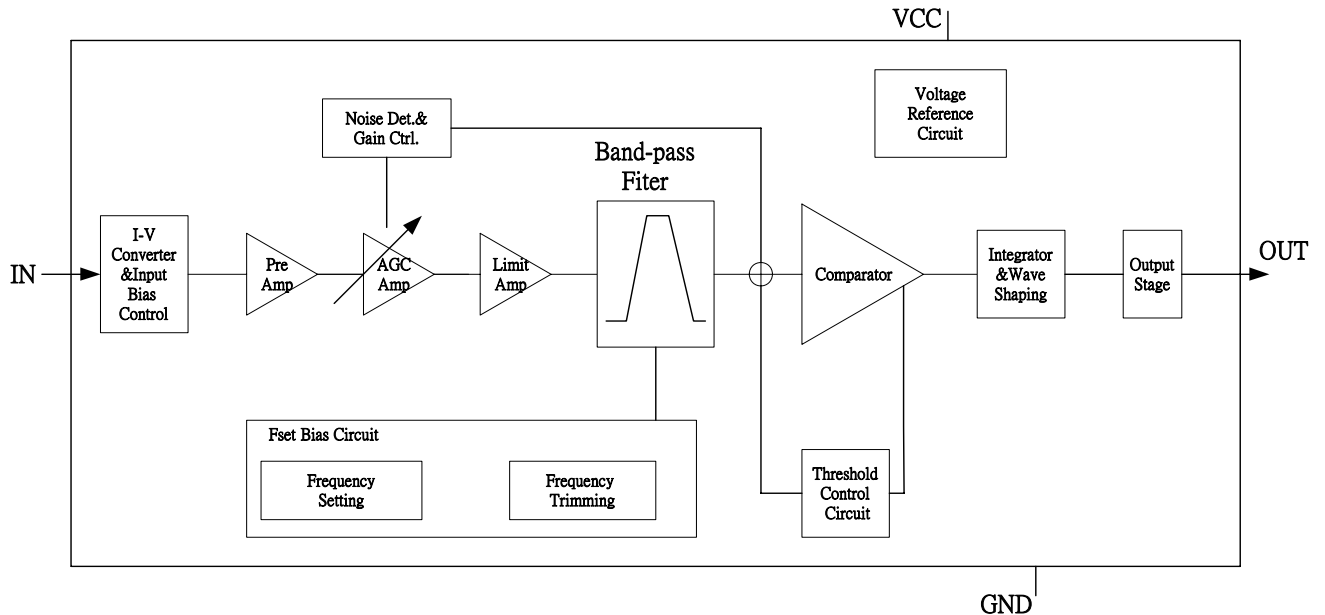 VCC
Voltage
Reference
Circuit
Noise Det.&
Gain Ctrl.
Band-pass
Fiter
IN
I-V
Converter
&Input
Bias
Control
Pre
Amp
AGC
Amp
Limit
Amp
Comparator
Integrator
&Wave
Shaping
Output
Stage
OUT
Fset Bias Circuit
Frequency
Setting
Frequency
Trimming
Threshold
Control
Circuit
GND